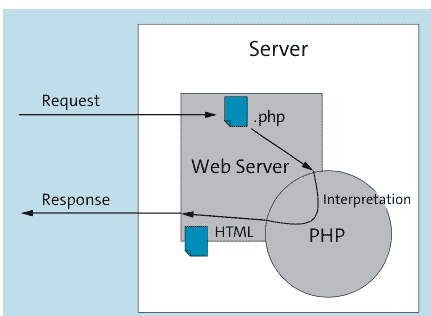 Server
Request
.php
Web Server
Response
Interpretation
HTML
PHP